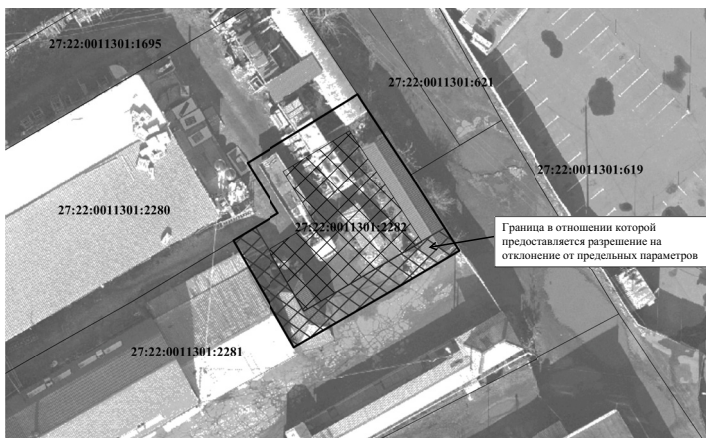 27:22:0011301:1695
27:22:0011301:621
27:22:0011301:619
27:22:0011301:2280
27:22:0011301:2282
Граница в отношении которой
предоставляется разрешение на
отклонение от предельных параметров
27:22:0011301:2281